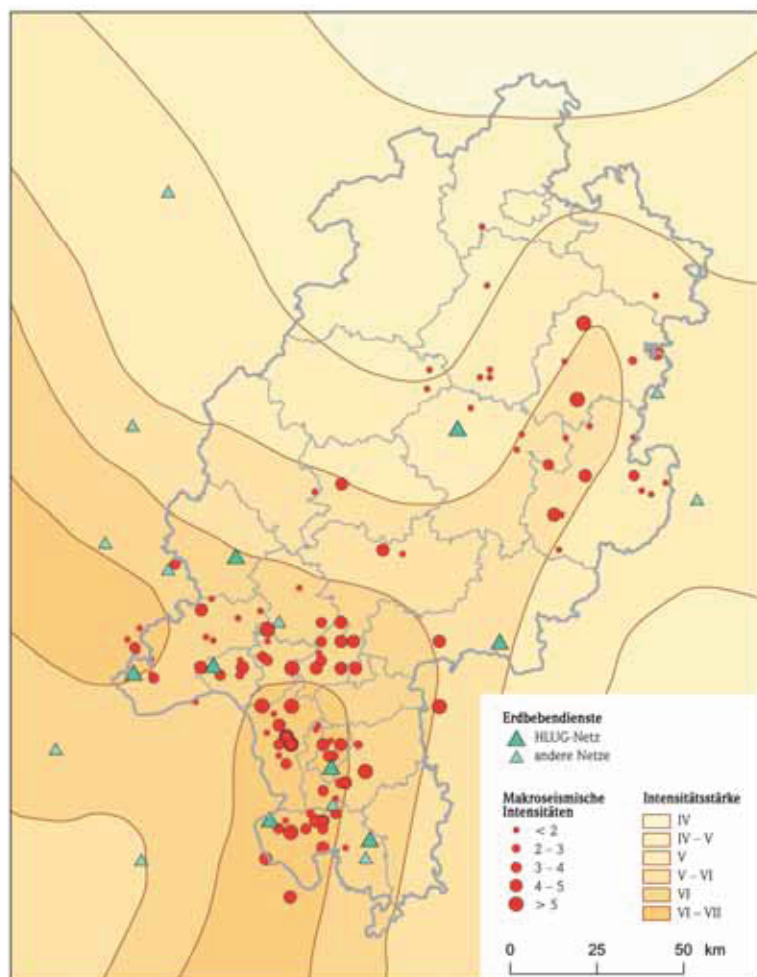 Erdbebendienste
HLUG-Netz
andere Netze
Makroseismische
Intensitäten
< 2
2 – 3
3 – 4
4 – 5
> 5
Intensitätsstärke
IV
IV – V
V
V – VI
VI
VI – VII
0 25 50 km